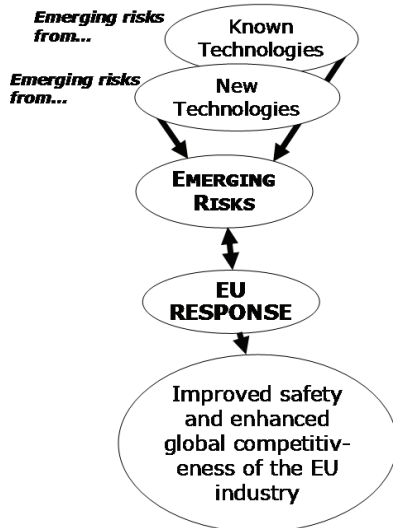 Emerging risks
from...
Known
Technologies
Emerging risks
from...
New
Technologies
EMERGING
RISKS
EU
RESPONSE
Improved safety
and enhanced
global competitiv-
eness of the EU
industry